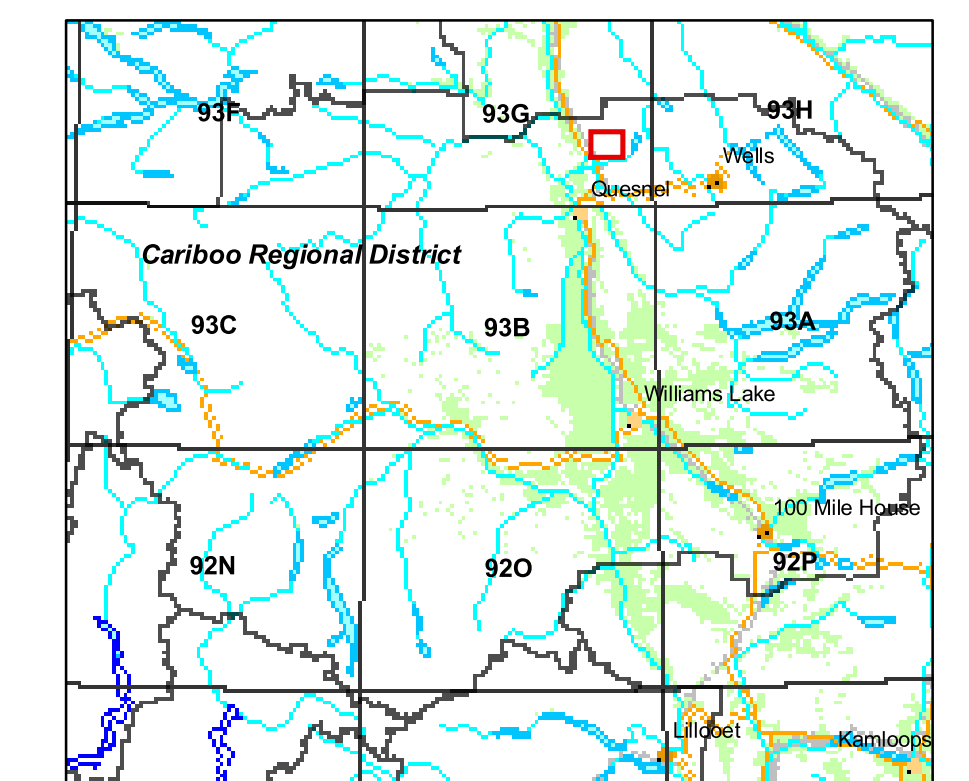 93F
93G
93H
Wells
Quesnel
Cariboo Regional District
93C
93B
93A
Williams Lake
100 Mile House
92N
92O
92P
Lillooet
Kamloops